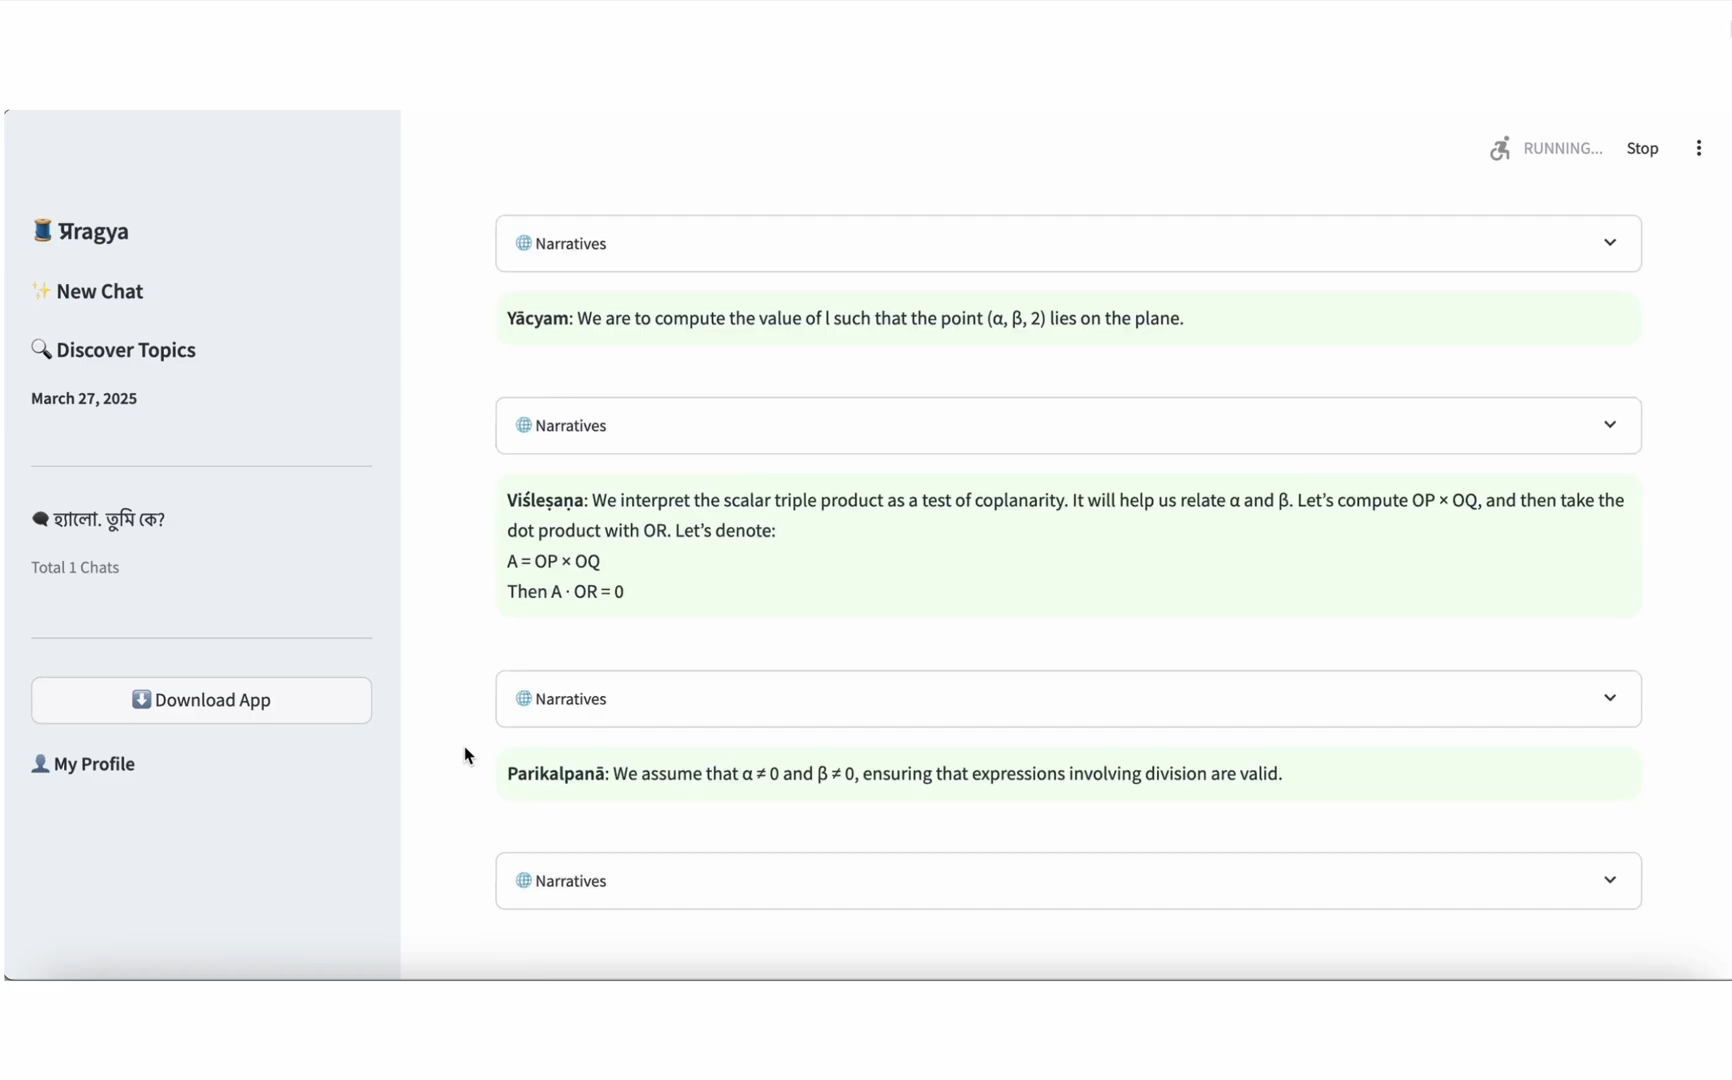 RUNNING...
Stop
प्रragya
New Chat
Discover Topics
March 27, 2025
হ্যালো. তুমি কে?
Total 1 Chats
Download App
My Profile
Narratives
Yācyam: We are to compute the value of l such that the point (α, β, 2) lies on the plane.
Narratives
Viśleṣaṇa: We interpret the scalar triple product as a test of coplanarity. It will help us relate α and β. Let’s compute OP × OQ, and then take the
dot product with OR. Let’s denote:
A = OP × OQ
Then A · OR = 0
Narratives
Parikalpanā: We assume that α ≠ 0 and β ≠ 0, ensuring that expressions involving division are valid.
Narratives